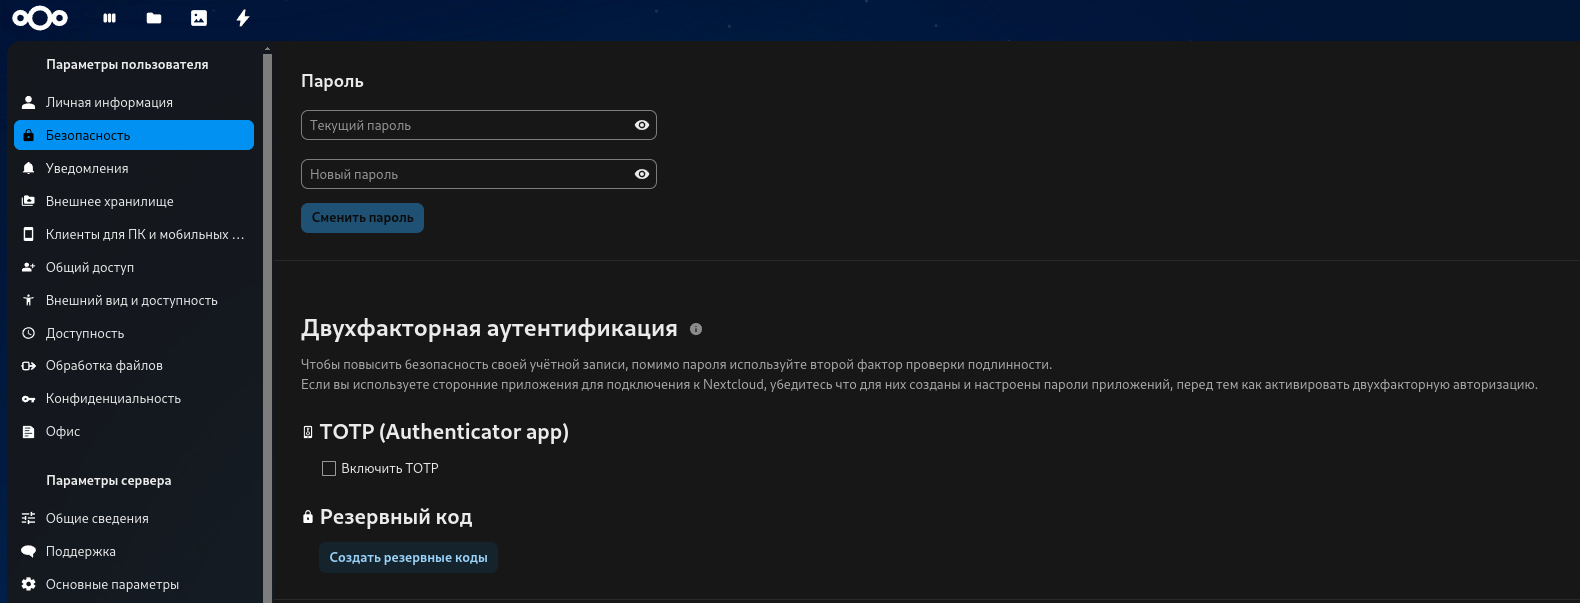 Параметры пользователя
Личная информация
Безопасность
Уведомления
Внешнее хранилище
Клиенты для ПК и мобильных ...
Общий доступ
Внешний вид и доступность
Доступность
Обработка файлов
Конфиденциальность
Офис
Параметры сервера
Общие сведения
Поддержка
Основные параметры
Пароль
Текущий пароль
Новый пароль
Сменить пароль
Двухфакторная аутентификация
Чтобы повысить безопасность своей учётной записи, помимо пароля используйте второй фактор проверки подлинности.
Если вы используете сторонние приложения для подключения к Nextcloud, убедитесь что для них созданы и настроены пароли приложений, перед тем как активировать двухфакторную авторизацию.
TOTP (Authenticator app)
Включить TOTP
Резервный код
Создать резервные коды